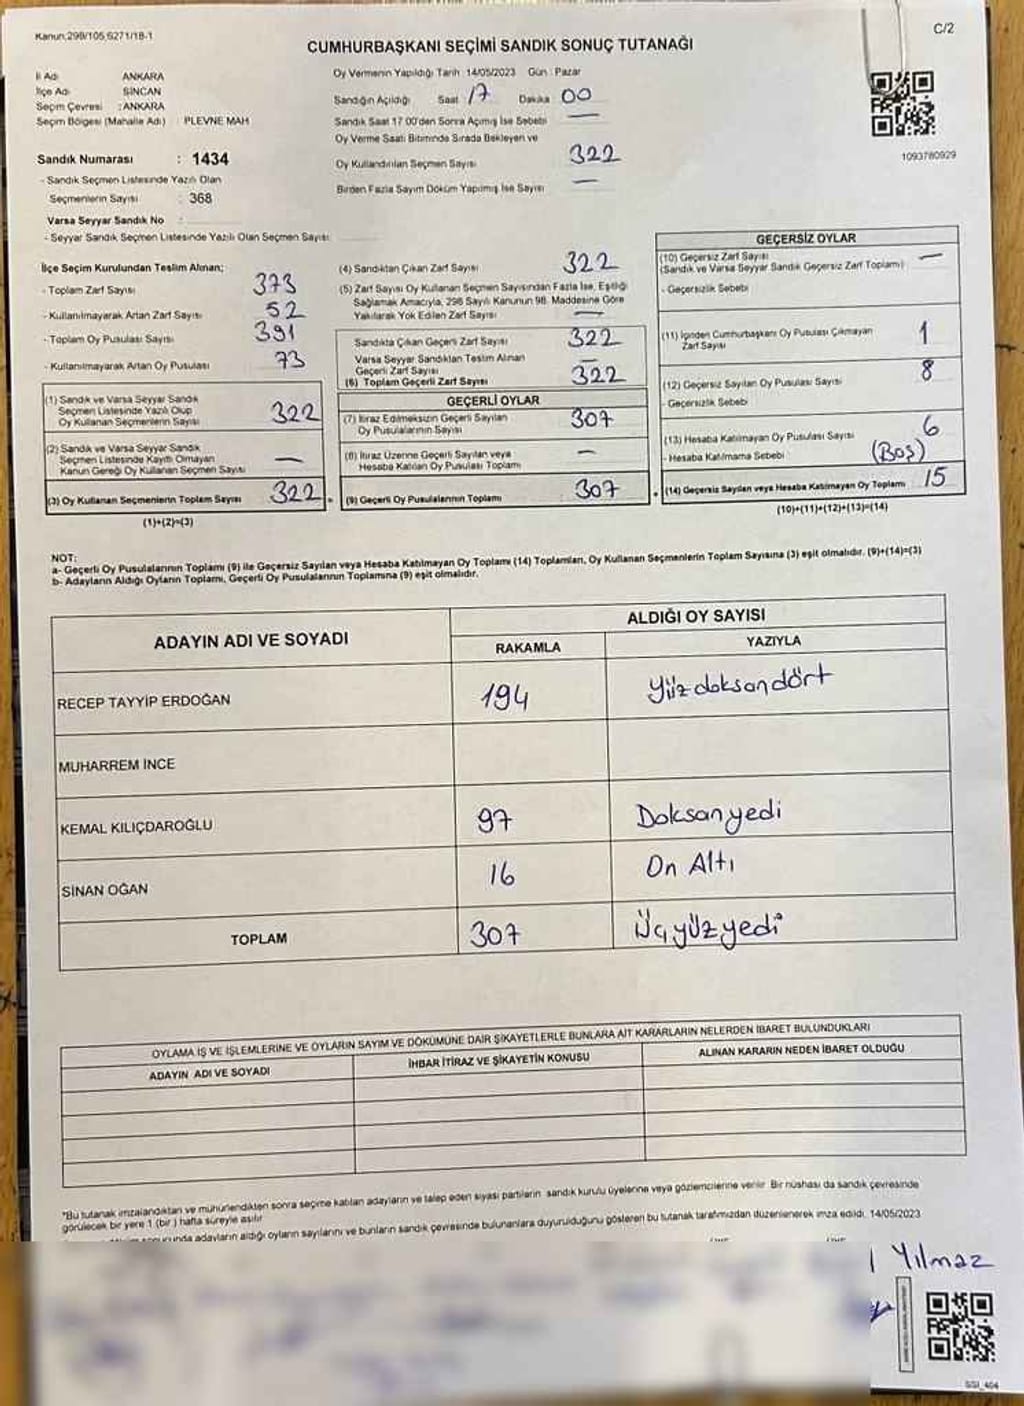 Kanun;298/105,6271/18-1
C/2
CUMHURBAŞKANI SEÇİMİ SANDIK SONUÇ TUTANAĞI
İl Adı ANKARA
İlçe Adı SİNCAN
Seçim Çevresi : ANKARA
Seçim Bölgesi (Mahalle Adı) : PLEVNE MAH
Sandık Numarası : 1434
- Sandık Seçmen Listesinde Yazılı Olan
Seçmenlerin Sayısı : 368
Varsa Seyyar Sandık No :
- Seyyar Sandık Seçmen Listesinde Yazılı Olan Seçmen Sayısı
Oy Vermenin Yapıldığı Tarih : 14/05/2023 Gün : Pazar
Sandığın Açıldığı Saat 17 Dakika 00
Sandık Saat 17:00'den Sonra Açımış İse Sebebi —
Oy Verme Saati Bitiminde Sırada Bekleyen ve
Oy Kullandırılan Seçmen Sayısı 322
Birden Fazla Sayım Döküm Yapılmış İse Sayısı —
1093780929
İlçe Seçim Kurulundan Teslim Alınan;
- Toplam Zarf Sayısı 373
- Kullanılmayarak Artan Zarf Sayısı 52
- Toplam Oy Pusulası Sayısı 391
- Kullanılmayarak Artan Oy Pusulası 73
(1) Sandık ve Varsa Seyyar Sandık
Seçmen Listesinde Yazılı Olup
Oy Kullanan Seçmenlerin Sayısı 322
(2) Sandık ve Varsa Seyyar Sandık
Seçmen Listesinde Kayıtlı Olmayan
Kanun Gereği Oy Kullanan Seçmen Sayısı —
(3) Oy Kullanan Seçmenlerin Toplam Sayısı 322
(1)+(2)=(3)
(4) Sandıktan Çıkan Zarf Sayısı 322
(5) Zarf Sayısı Oy Kullanan Seçmen Sayısından Fazla İse, Eşitliği
Sağlamak Amacıyla, 298 Sayılı Kanunun 98. Maddesine Göre
Yakılarak Yok Edilen Zarf Sayısı —
Sandıkta Çıkan Geçerli Zarf Sayısı 322
Varsa Seyyar Sandıktan Teslim Alınan
Geçerli Zarf Sayısı —
(6) Toplam Geçerli Zarf Sayısı 322
GEÇERLİ OYLAR
(7) İtiraz Edilmeksizin Geçerli Sayılan
Oy Pusulalarının Sayısı 307
(8) İtiraz Üzerine Geçerli Sayılan veya
Hesaba Katılan Oy Pusulası Toplamı —
(9) Geçerli Oy Pusulalarının Toplamı : 307
GEÇERSİZ OYLAR
(10) Geçersiz Zarf Sayısı —
(Sandık ve Varsa Seyyar Sandık Geçersiz Zarf Toplamı)
- Geçersizlik Sebebi
(11) İçinden Cumhurbaşkanı Oy Pusulası Çıkmayan
Zarf Sayısı 1
(12) Geçersiz Sayılan Oy Pusulası Sayısı 8
- Geçersizlik Sebebi
(13) Hesaba Katılmayan Oy Pusulası Sayısı 6
- Hesaba Katılmama Sebebi (Boş)
(14) Geçersiz Sayılan veya Hesaba Katılmayan Oy Toplamı 15
(10)+(11)+(12)+(13)=(14)
NOT:
a- Geçerli Oy Pusulalarının Toplamı (9) ile Geçersiz Sayılan veya Hesaba Katılmayan Oy Toplamı (14) Toplamları, Oy Kullanan Seçmenlerin Toplam Sayısına (3) eşit olmalıdır. (9)+(14)=(3)
b- Adayların Aldığı Oyların Toplamı, Geçerli Oy Pusulalarının Toplamına (9) eşit olmalıdır.
ADAYIN ADI VE SOYADI
ALDIĞI OY SAYISI
RAKAMLA YAZIYLA
RECEP TAYYİP ERDOĞAN 194 Yüzdoksandört
MUHARREM İNCE
KEMAL KILIÇDAROĞLU 97 Doksanyedi
SİNAN OĞAN 16 On Altı
TOPLAM 307 Üçyüzyedi
OYLAMA İŞ VE İŞLEMLERİNE VE OYLARIN SAYIM VE DÖKÜMÜNE DAİR ŞİKAYETLERLE BUNLARA AİT KARARLARIN NELERDEN İBARET BULUNDUKLARI
ADAYIN ADI VE SOYADI İHBAR İTİRAZ VE ŞİKAYETİN KONUSU ALINAN KARARIN NEDEN İBARET OLDUĞU
*Bu tutanak imzalandıktan ve mühürlendikten sonra seçime katılan adayların ve talep eden siyasi partilerin sandık kurulu üyelerine veya gözlemcilerine verilir. Bir nüshası da sandık çevresinde
görülecek bir yere 1 (bir) hafta süreyle asılır
adayların aldığı oyların sayılarını ve bunların sandık çevresinde bulunanlara duyurulduğunu gösteren bu tutanak tarafımızdan düzenlenerek imza edildi. 14/05/2023
Yılmaz